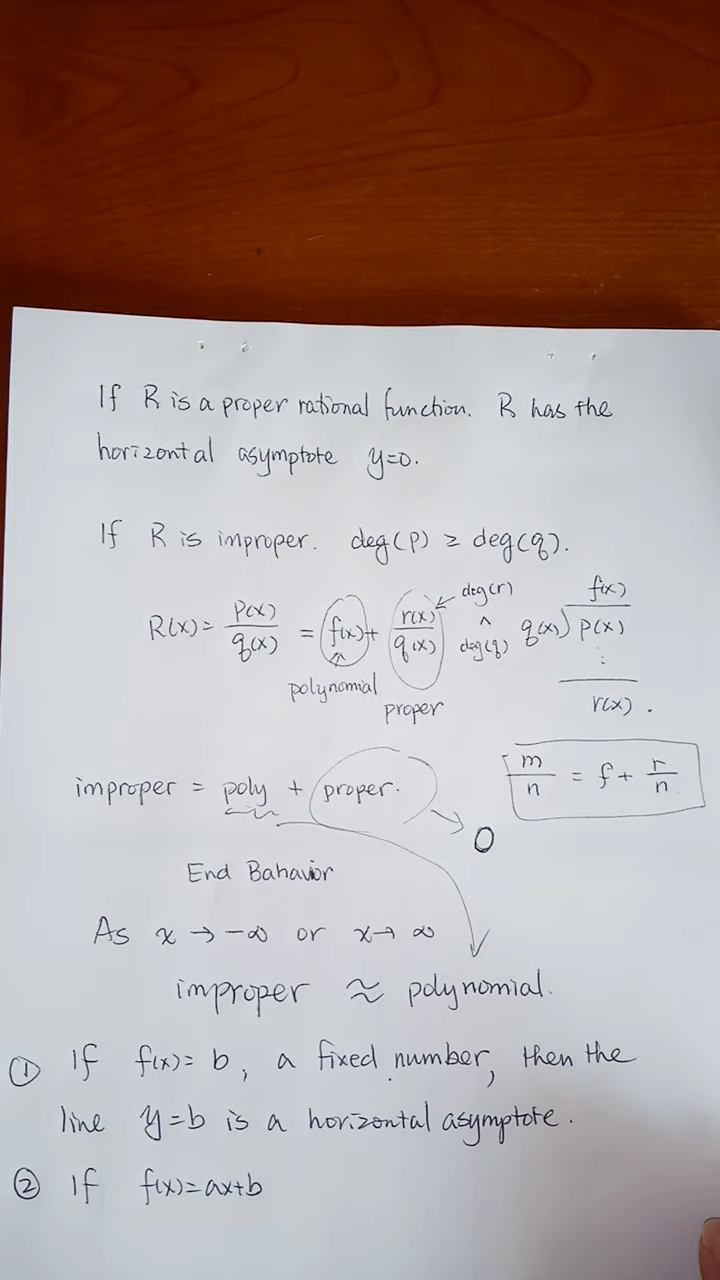 If R is a proper rational function. R has the
horizontal asymptote y=0.
If R is improper. deg(p) ≥ deg(q).
R(x) = p(x)/q(x) = f(x) + r(x)/q(x)
polynomial
proper
deg(r)
^
deg(q)
f(x)
q(x)) p(x)
⋮
r(x).
improper = poly + proper.
0
m/n = f + r/n
End Bahavior
As x → -∞ or x → ∞
improper ≈ polynomial.
① If f(x) = b, a fixed number, then the
line y=b is a horizontal asymptote.
② If f(x)=ax+b